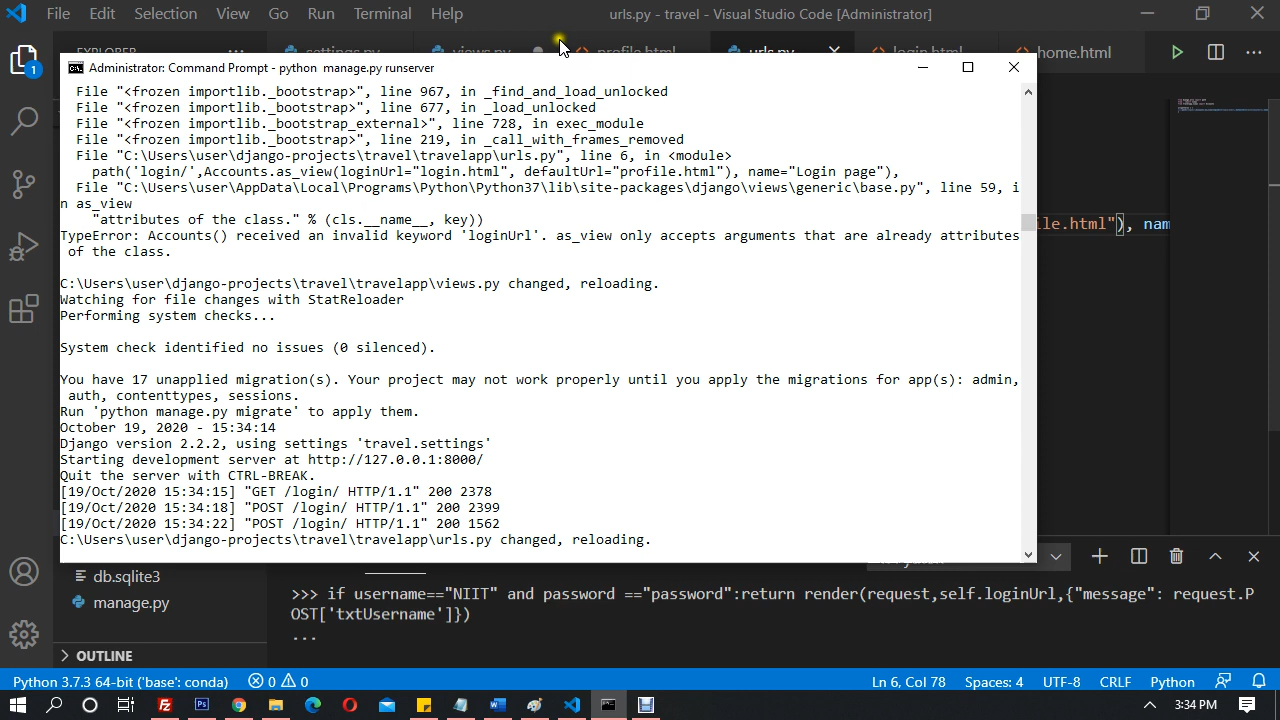 File Edit Selection View Go Run Terminal Help urls.py - travel - Visual Studio Code [Administrator]
EXPLORER ... settings.py views.py profile.html urls.py login.html home.html ...
1
Administrator: Command Prompt - python manage.py runserver
File "<frozen importlib._bootstrap>", line 967, in _find_and_load_unlocked
File "<frozen importlib._bootstrap>", line 677, in _load_unlocked
File "<frozen importlib._bootstrap_external>", line 728, in exec_module
File "<frozen importlib._bootstrap>", line 219, in _call_with_frames_removed
File "C:\Users\user\django-projects\travel\travelapp\urls.py", line 6, in <module>
path('login/',Accounts.as_view(loginUrl="login.html", defaultUrl="profile.html"), name="Login page"),
File "C:\Users\user\AppData\Local\Programs\Python\Python37\lib\site-packages\django\views\generic\base.py", line 59, i
n as_view
"attributes of the class." % (cls.__name__, key))
TypeError: Accounts() received an invalid keyword 'loginUrl'. as_view only accepts arguments that are already attributes
of the class.
ile.html"), nam
C:\Users\user\django-projects\travel\travelapp\views.py changed, reloading.
Watching for file changes with StatReloader
Performing system checks...
System check identified no issues (0 silenced).
You have 17 unapplied migration(s). Your project may not work properly until you apply the migrations for app(s): admin,
auth, contenttypes, sessions.
Run 'python manage.py migrate' to apply them.
October 19, 2020 - 15:34:14
Django version 2.2.2, using settings 'travel.settings'
Starting development server at http://127.0.0.1:8000/
Quit the server with CTRL-BREAK.
[19/Oct/2020 15:34:15] "GET /login/ HTTP/1.1" 200 2378
[19/Oct/2020 15:34:18] "POST /login/ HTTP/1.1" 200 2399
[19/Oct/2020 15:34:22] "POST /login/ HTTP/1.1" 200 1562
C:\Users\user\django-projects\travel\travelapp\urls.py changed, reloading.
db.sqlite3
manage.py
>>> if username=="NIIT" and password =="password":return render(request,self.loginUrl,{"message": request.P
OST['txtUsername']})
...
OUTLINE
Python 3.7.3 64-bit ('base': conda) 0 0 Ln 6, Col 78 Spaces: 4 UTF-8 CRLF Python
3:34 PM